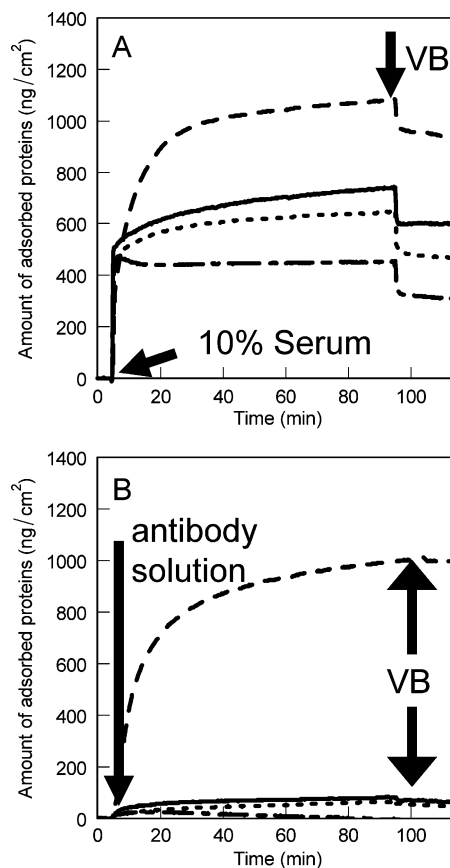 1400
1200
1000
800
600
400
200
0
Amount of adsorbed proteins (ng/cm²)
A
VB
10% Serum
0 20 40 60 80 100
Time (min)
1400
1200
1000
800
600
400
200
0
Amount of adsorbed proteins (ng/cm²)
B
antibody
solution
VB
0 20 40 60 80 100
Time (min)